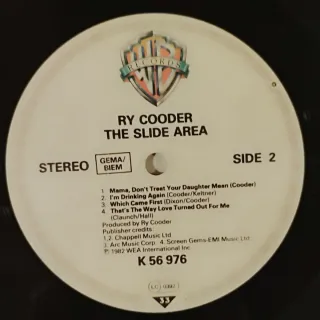 RECORDS
RY COODER
THE SLIDE AREA
STEREO GEMA/ BIEM SIDE 2
1. Mama, Don't Treat Your Daughter Mean (Cooder)
2. I'm Drinking Again (Cooder/Keltner)
3. Which Came First (Dixon/Cooder)
4. That's The Way Love Turned Out For Me
(Claunch/Hall)
Produced by Ry Cooder
Publisher credits:
1,2. Chappell Music Ltd
3. Arc Music Corp. 4. Screen Gems-EMI Music Ltd
℗ 1982 WEA International Inc.
K 56 976
33